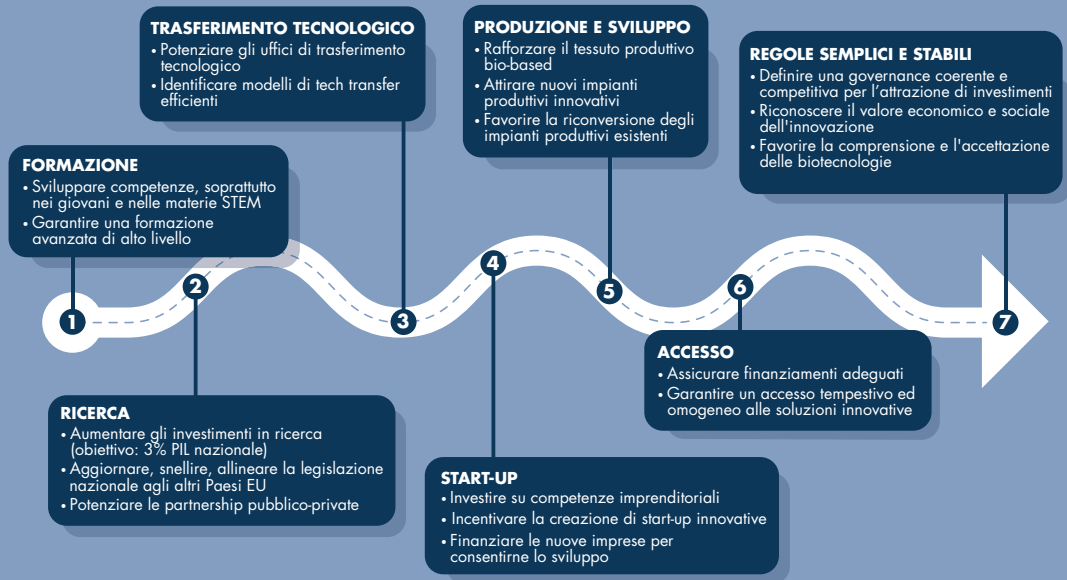 FORMAZIONE
• Sviluppare competenze, soprattutto
nei giovani e nelle materie STEM
• Garantire una formazione
avanzata di alto livello
1
2
RICERCA
• Aumentare gli investimenti in ricerca
(obiettivo: 3% PIL nazionale)
• Aggiornare, snellire, allineare la legislazione
nazionale agli altri Paesi EU
• Potenziare le partnership pubblico-private
TRASFERIMENTO TECNOLOGICO
• Potenziare gli uffici di trasferimento
tecnologico
• Identificare modelli di tech transfer
efficienti
3
4
START-UP
• Investire su competenze imprenditoriali
• Incentivare la creazione di start-up innovative
• Finanziare le nuove imprese per
consentirne lo sviluppo
PRODUZIONE E SVILUPPO
• Rafforzare il tessuto produttivo
bio-based
• Attirare nuovi impianti
produttivi innovativi
• Favorire la riconversione degli
impianti produttivi esistenti
5
6
ACCESSO
• Assicurare finanziamenti adeguati
• Garantire un accesso tempestivo ed
omogeneo alle soluzioni innovative
REGOLE SEMPLICI E STABILI
• Definire una governance coerente e
competitiva per l’attrazione di investimenti
• Riconoscere il valore economico e sociale
dell'innovazione
• Favorire la comprensione e l'accettazione
delle biotecnologie
7